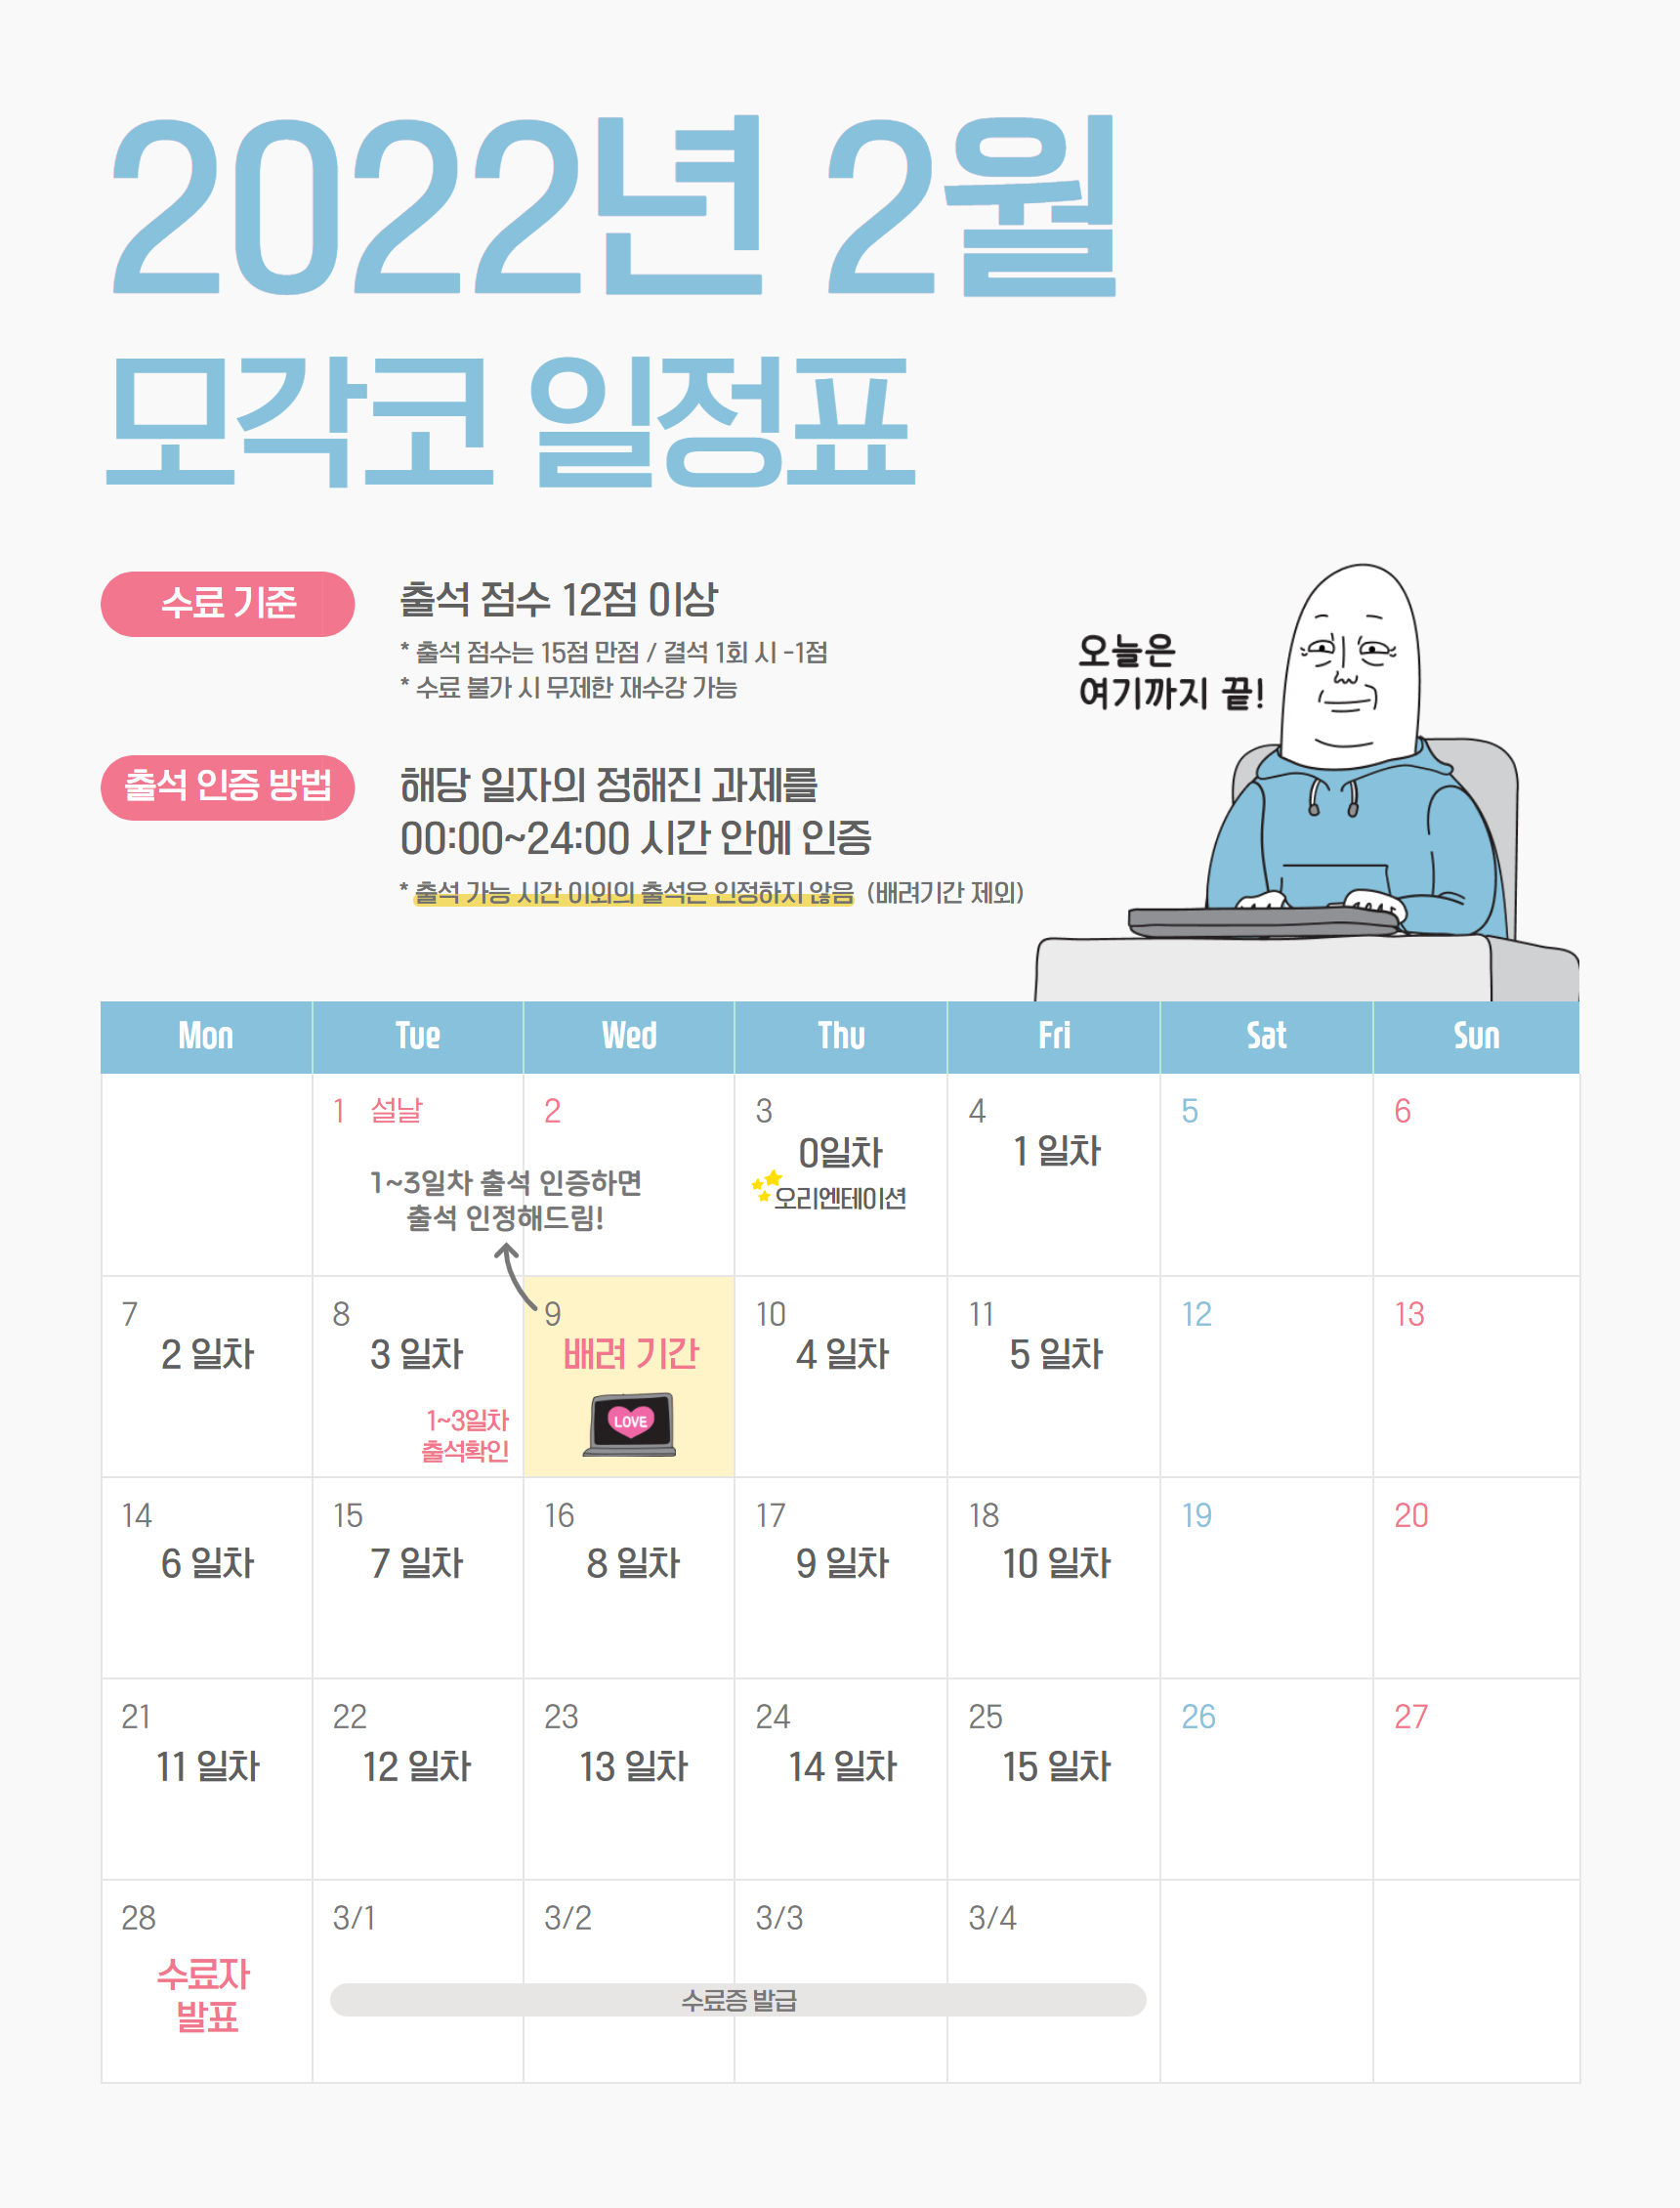 2022년 2월
모각코 일정표
수료 기준
출석 점수 12점 이상
* 출석 점수는 15점 만점 / 결석 1회 시 -1점
* 수료 불가 시 무제한 재수강 가능
오늘은
여기까지 끝!
출석 인증 방법
해당 일자의 정해진 과제를
00:00~24:00 시간 안에 인증
* 출석 가능 시간 이외의 출석은 인정하지 않음 (배려기간 제외)
Mon Tue Wed Thu Fri Sat Sun
1 설날 2 3 4 5 6
0일차 1 일차
1~3일차 출석 인증하면
출석 인정해드림!
오리엔테이션
7 8 9 10 11 12 13
2 일차 3 일차 배려 기간 4 일차 5 일차
1~3일차
출석확인
LOVE
14 15 16 17 18 19 20
6 일차 7 일차 8 일차 9 일차 10 일차
21 22 23 24 25 26 27
11 일차 12 일차 13 일차 14 일차 15 일차
28 3/1 3/2 3/3 3/4
수료자
발표
수료증 발급